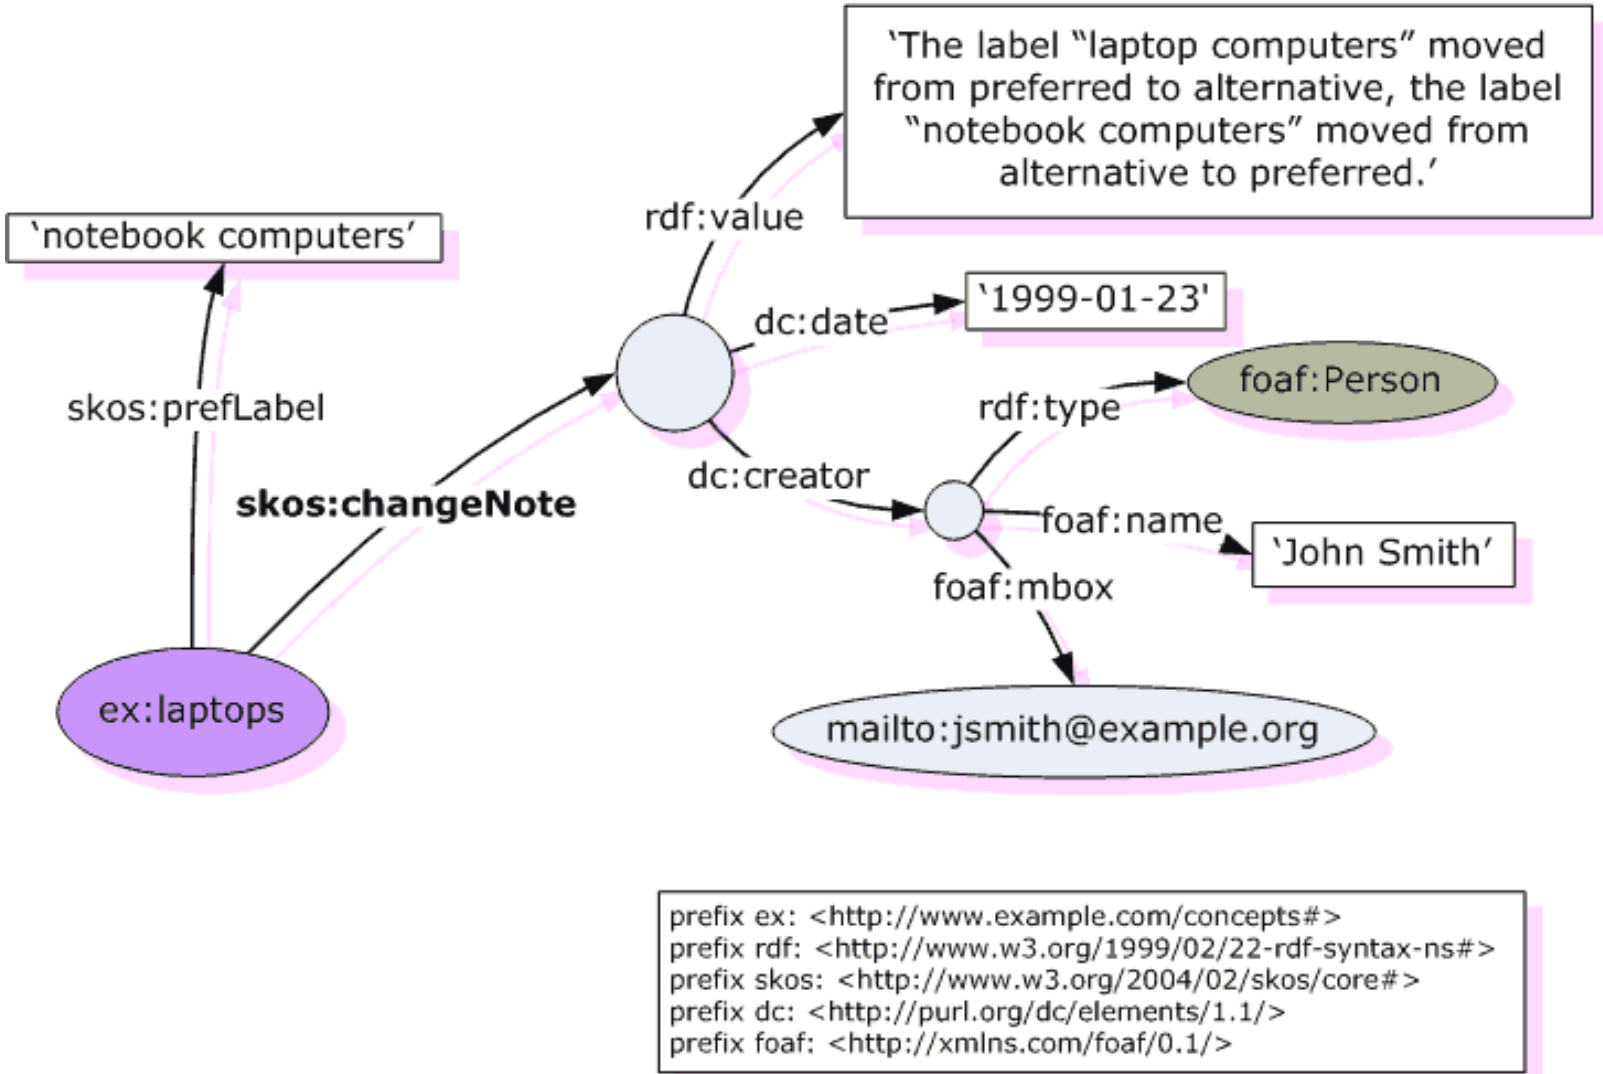 ‘The label “laptop computers” moved
from preferred to alternative, the label
“notebook computers” moved from
alternative to preferred.’
‘notebook computers’
rdf:value
dc:date
‘1999-01-23'
foaf:Person
rdf:type
skos:prefLabel
dc:creator
skos:changeNote
foaf:name
‘John Smith’
foaf:mbox
ex:laptops
mailto:jsmith@example.org
prefix ex: <http://www.example.com/concepts#>
prefix rdf: <http://www.w3.org/1999/02/22-rdf-syntax-ns#>
prefix skos: <http://www.w3.org/2004/02/skos/core#>
prefix dc: <http://purl.org/dc/elements/1.1/>
prefix foaf: <http://xmlns.com/foaf/0.1/>